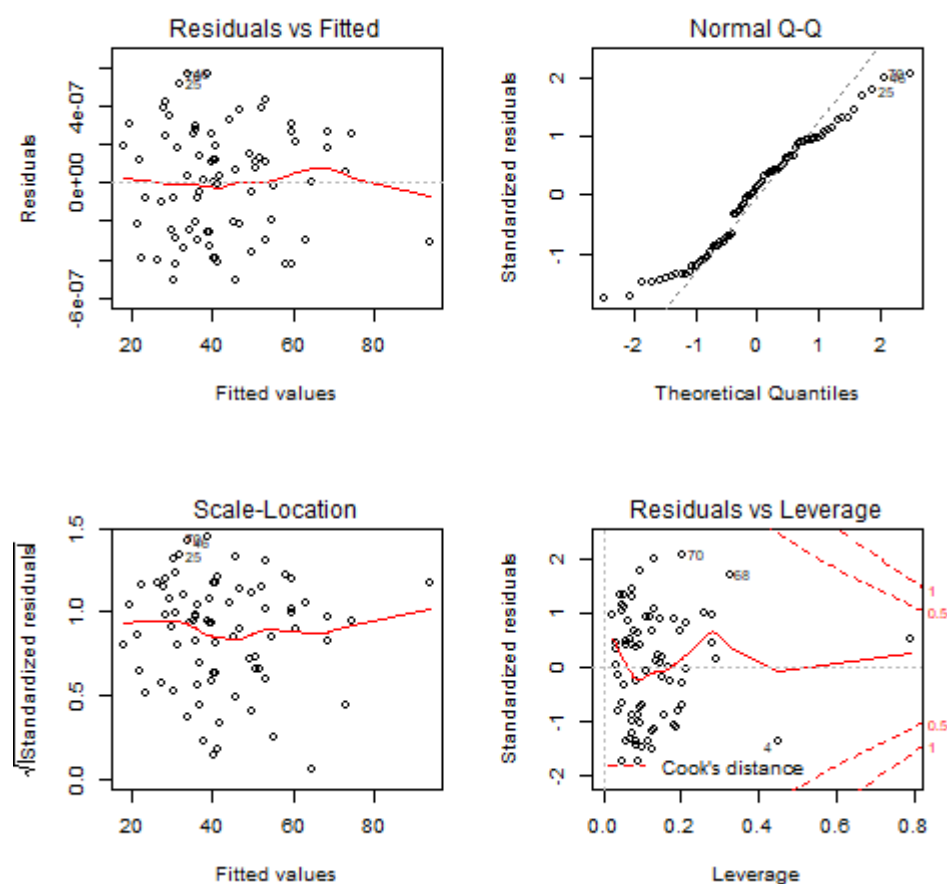 Residuals vs Fitted
Residuals
-6e-07 0e+00 4e-07
25
20 40 60 80
Fitted values
Normal Q-Q
Standardized residuals
-1 0 1 2
25
-2 -1 0 1 2
Theoretical Quantiles
Scale-Location
√|Standardized residuals|
0.0 0.5 1.0 1.5
46
25
20 40 60 80
Fitted values
Residuals vs Leverage
Standardized residuals
-2 -1 0 1 2
70
68
4
Cook's distance
1
0.5
0.5
1
0.0 0.2 0.4 0.6 0.8
Leverage